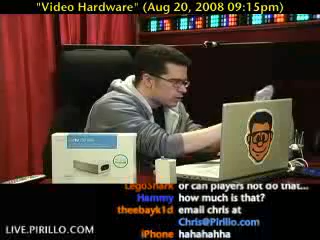 "Video Hardware" (Aug 20, 2008 09:15pm)
LegoShark or can players not do that...
Hammy how much is that?
theebayk1d email chris at
Chris@Pirillo.com
iPhone hahahahha
LIVE.PIRILLO.COM